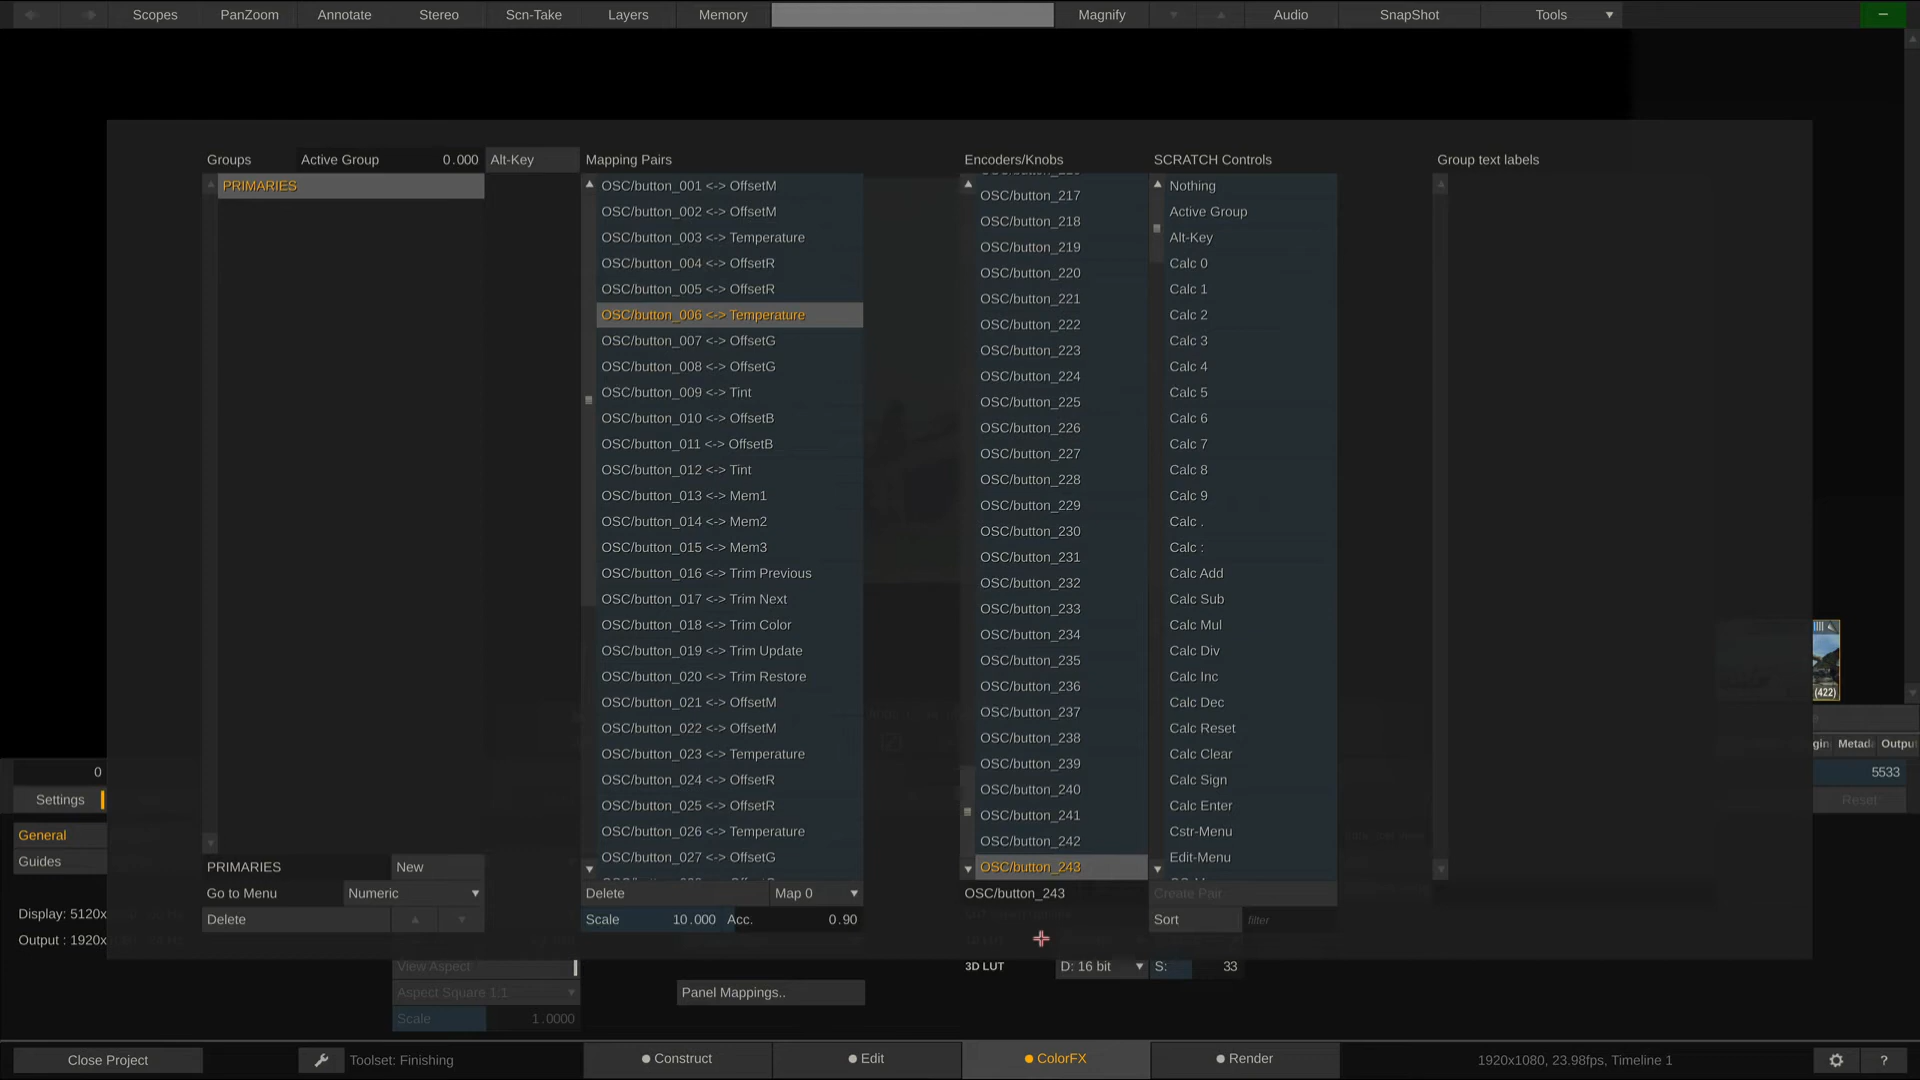 Scopes PanZoom Annotate Stereo Scn-Take Layers Memory Magnify Audio SnapShot Tools
Groups Active Group 0.000 Alt-Key Mapping Pairs Encoders/Knobs SCRATCH Controls Group text labels
PRIMARIES
OSC/button_001 <-> OffsetM
OSC/button_002 <-> OffsetM
OSC/button_003 <-> Temperature
OSC/button_004 <-> OffsetR
OSC/button_005 <-> OffsetR
OSC/button_006 <-> Temperature
OSC/button_007 <-> OffsetG
OSC/button_008 <-> OffsetG
OSC/button_009 <-> Tint
OSC/button_010 <-> OffsetB
OSC/button_011 <-> OffsetB
OSC/button_012 <-> Tint
OSC/button_013 <-> Mem1
OSC/button_014 <-> Mem2
OSC/button_015 <-> Mem3
OSC/button_016 <-> Trim Previous
OSC/button_017 <-> Trim Next
OSC/button_018 <-> Trim Color
OSC/button_019 <-> Trim Update
OSC/button_020 <-> Trim Restore
OSC/button_021 <-> OffsetM
OSC/button_022 <-> OffsetM
OSC/button_023 <-> Temperature
OSC/button_024 <-> OffsetR
OSC/button_025 <-> OffsetR
OSC/button_026 <-> Temperature
OSC/button_027 <-> OffsetG
OSC/button_217
OSC/button_218
OSC/button_219
OSC/button_220
OSC/button_221
OSC/button_222
OSC/button_223
OSC/button_224
OSC/button_225
OSC/button_226
OSC/button_227
OSC/button_228
OSC/button_229
OSC/button_230
OSC/button_231
OSC/button_232
OSC/button_233
OSC/button_234
OSC/button_235
OSC/button_236
OSC/button_237
OSC/button_238
OSC/button_239
OSC/button_240
OSC/button_241
OSC/button_242
OSC/button_243
Nothing
Active Group
Alt-Key
Calc 0
Calc 1
Calc 2
Calc 3
Calc 4
Calc 5
Calc 6
Calc 7
Calc 8
Calc 9
Calc .
Calc :
Calc Add
Calc Sub
Calc Mul
Calc Div
Calc Inc
Calc Dec
Calc Reset
Calc Clear
Calc Sign
Calc Enter
Cstr-Menu
Edit-Menu
(422)
Metada Output
0
5533
Settings
Reset
General
Guides
PRIMARIES New
Go to Menu Numeric
Delete
Delete Map 0
Scale 10.000 Acc. 0.90
OSC/button_243 Create Pair
Sort filter
Display: 5120x
Output : 1920x
View Aspect
Aspect Square 1:1
Scale 1.0000
Panel Mappings..
3D LUT D: 16 bit S: 33
Close Project Toolset: Finishing Construct Edit ColorFX Render 1920x1080, 23.98fps, Timeline 1 ?